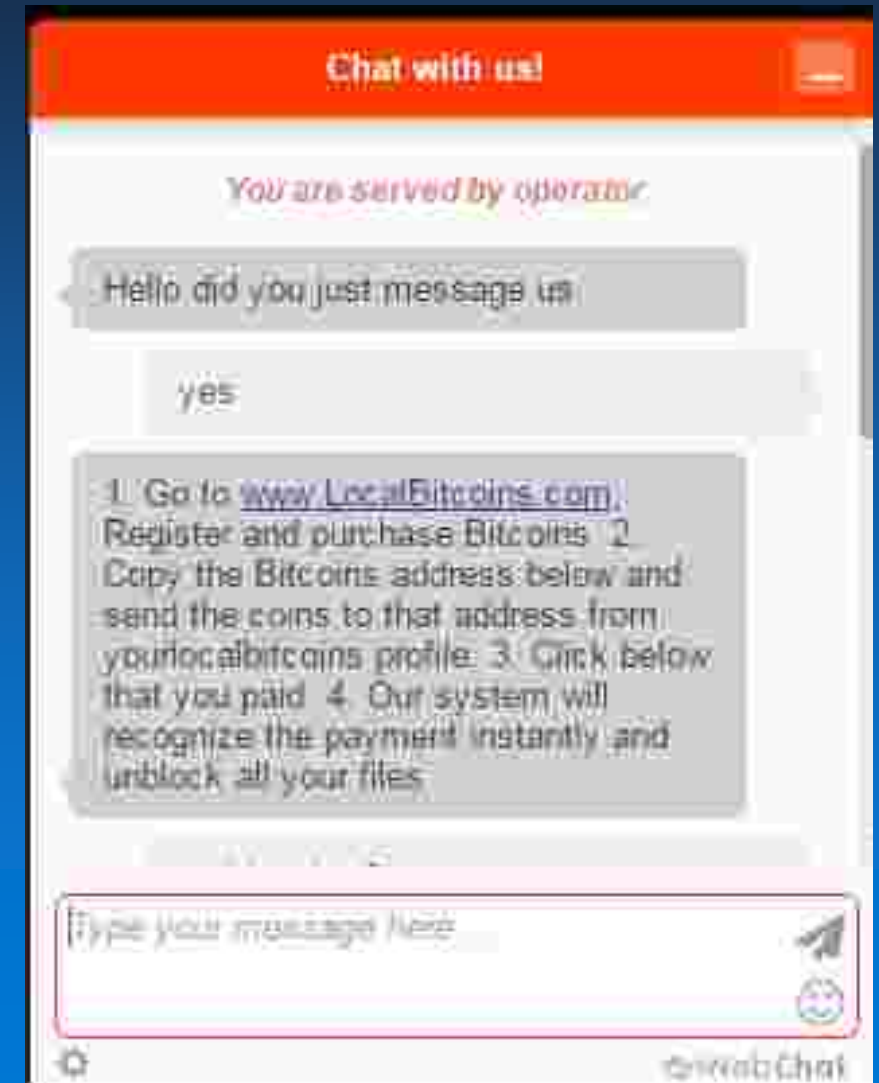 Chat with us!
You are served by operator
Hello did you just message us
yes
1. Go to www.LocalBitcoins.com,
Register and purchase Bitcoins 2.
Copy the Bitcoins address below and
send the coins to that address from
yourlocalbitcoins profile. 3. Click below
that you paid. 4. Our system will
recognize the payment instantly and
unblock all your files
Type your message here